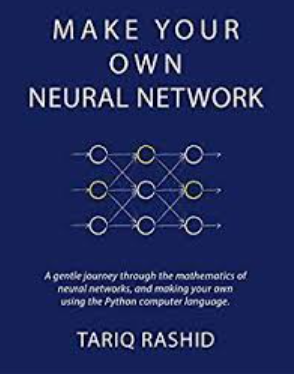 MAKE YOUR
OWN
NEURAL NETWORK
A gentle journey through the mathematics of
neural networks, and making your own
using the Python computer language.
TARIQ RASHID